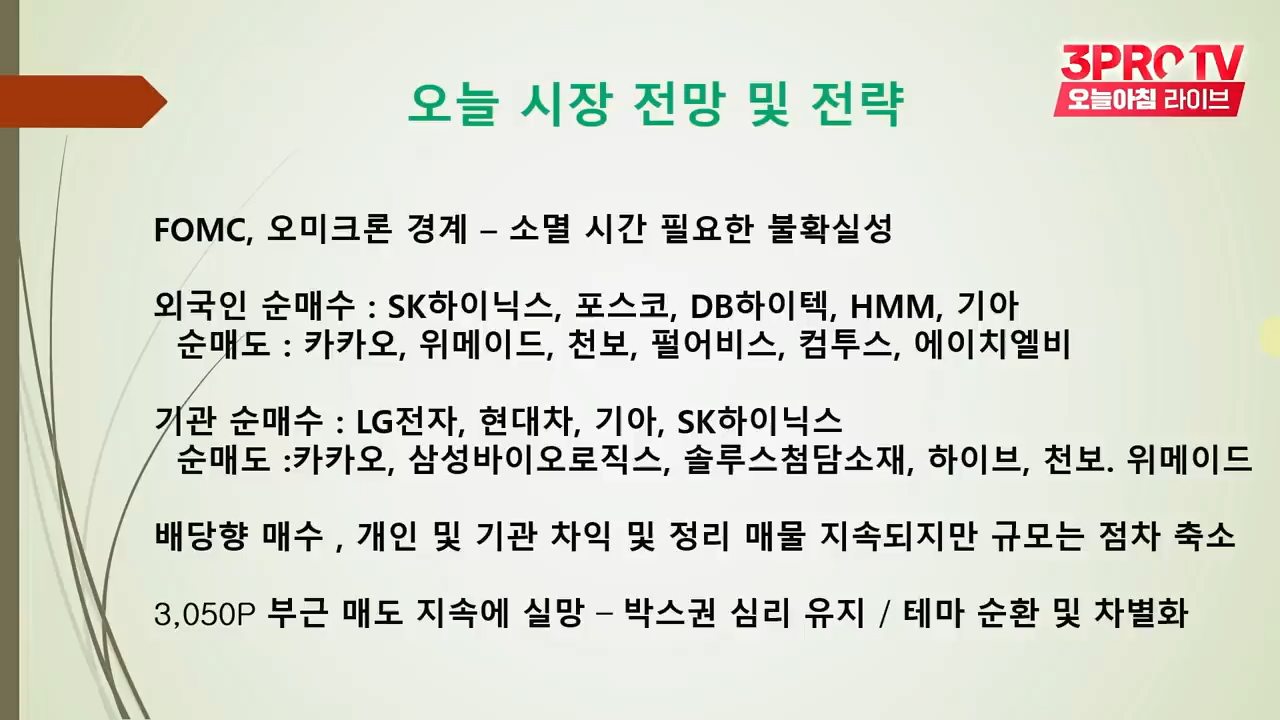 3PRO TV
오늘아침 라이브
오늘 시장 전망 및 전략
FOMC, 오미크론 경계 – 소멸 시간 필요한 불확실성
외국인 순매수 : SK하이닉스, 포스코, DB하이텍, HMM, 기아
순매도 : 카카오, 위메이드, 천보, 펄어비스, 컴투스, 에이치엘비
기관 순매수 : LG전자, 현대차, 기아, SK하이닉스
순매도 :카카오, 삼성바이오로직스, 솔루스첨담소재, 하이브, 천보. 위메이드
배당향 매수 , 개인 및 기관 차익 및 정리 매물 지속되지만 규모는 점차 축소
3,050P 부근 매도 지속에 실망 – 박스권 심리 유지 / 테마 순환 및 차별화